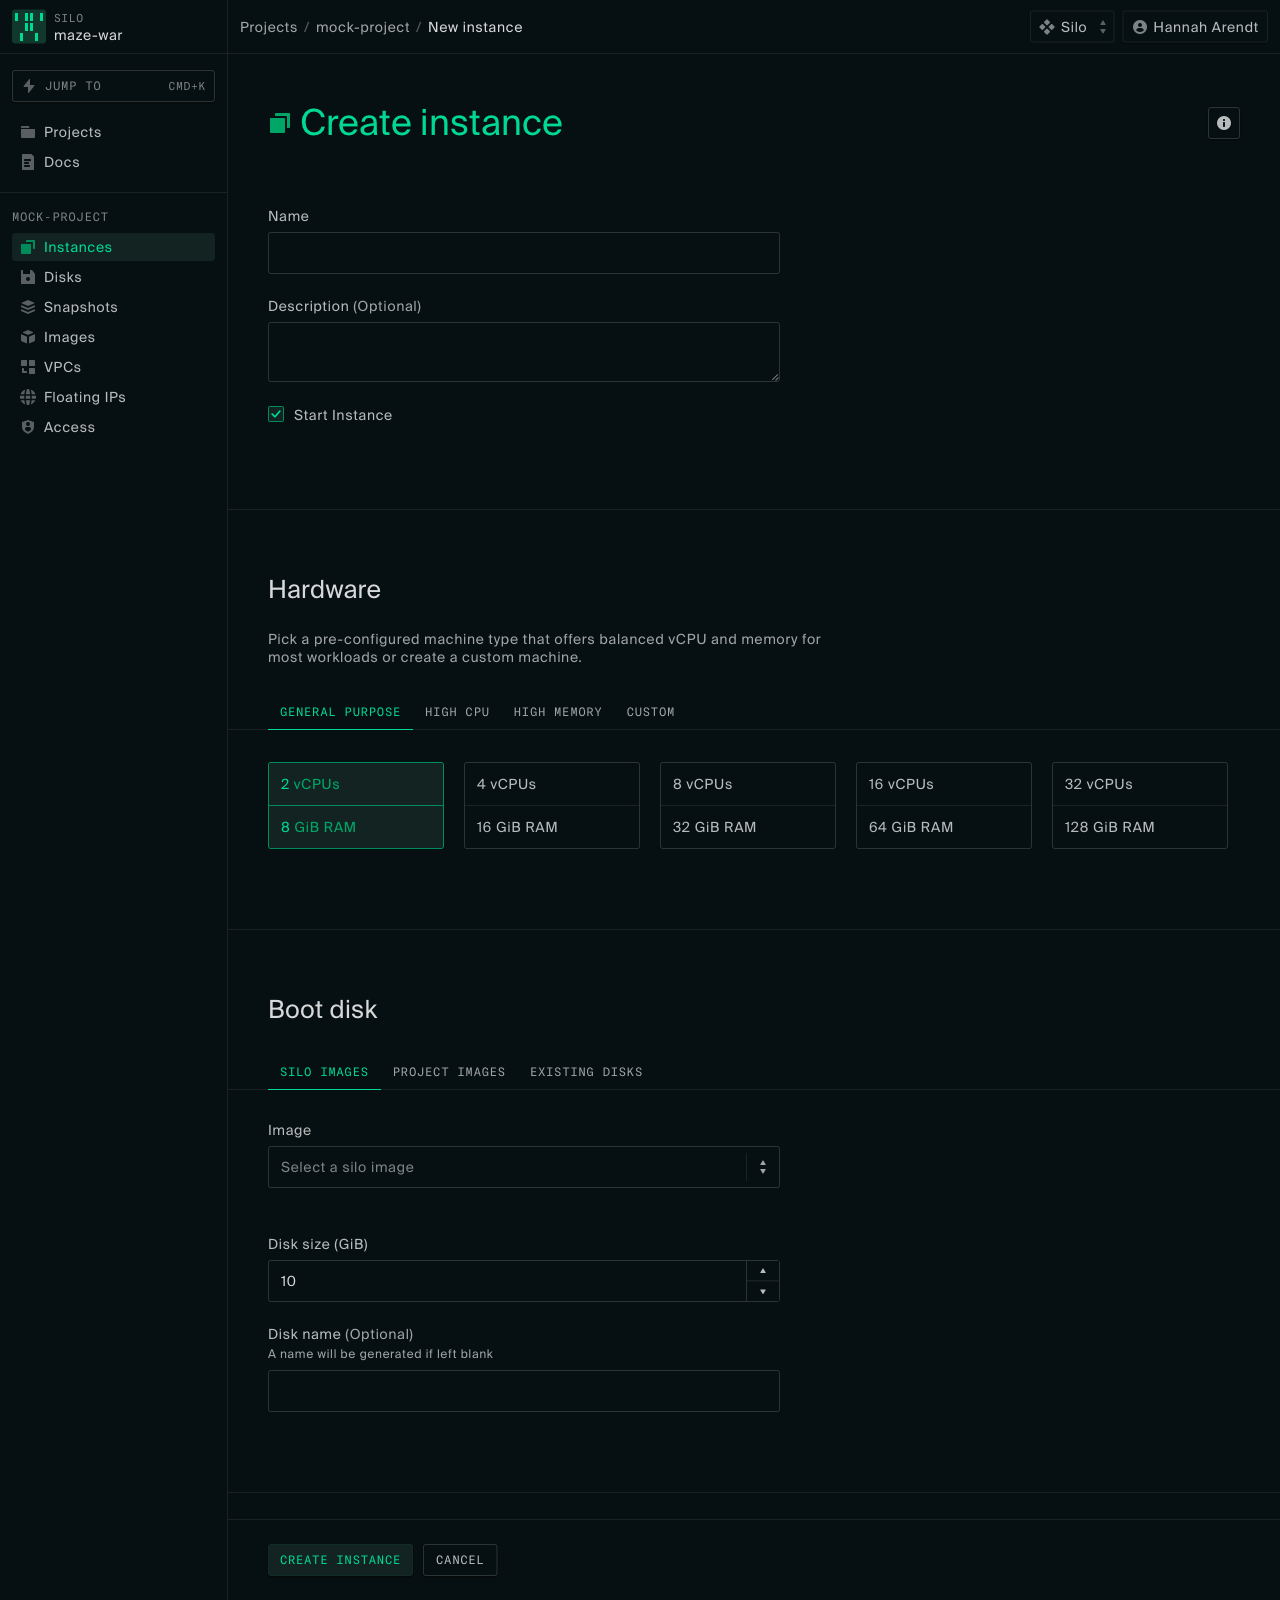 SILO
maze-war
Projects / mock-project / New instance
Silo
Hannah Arendt
JUMP TO CMD+K
Projects
Docs
MOCK-PROJECT
Instances
Disks
Snapshots
Images
VPCs
Floating IPs
Access
Create instance
Name
Description (Optional)
Start Instance
Hardware
Pick a pre-configured machine type that offers balanced vCPU and memory for
most workloads or create a custom machine.
GENERAL PURPOSE HIGH CPU HIGH MEMORY CUSTOM
2 vCPUs 4 vCPUs 8 vCPUs 16 vCPUs 32 vCPUs
8 GiB RAM 16 GiB RAM 32 GiB RAM 64 GiB RAM 128 GiB RAM
Boot disk
SILO IMAGES PROJECT IMAGES EXISTING DISKS
Image
Select a silo image
Disk size (GiB)
10
Disk name (Optional)
A name will be generated if left blank
CREATE INSTANCE CANCEL